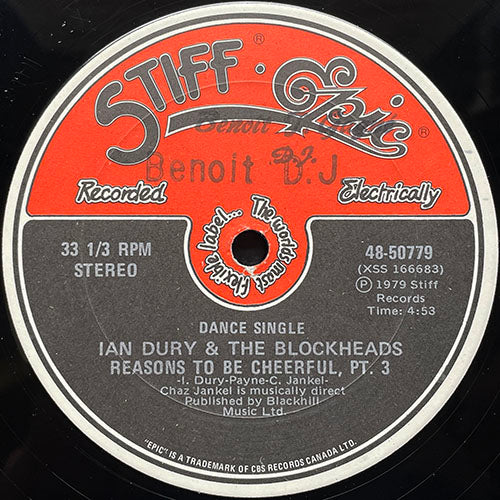 STIFF · Epic
Benoit D.J
Benoit D.J
Recorded Electrically
The worlds most flexible label...
33 1/3 RPM
STEREO
48-50779
(XSS 166683)
Ⓟ 1979 Stiff
Records
Time: 4:53
DANCE SINGLE
IAN DURY & THE BLOCKHEADS
REASONS TO BE CHEERFUL, PT. 3
-I. Dury-Payne-C. Jankel-
Chaz Jankel is musically direct
Published by Blackhill
Music Ltd.
"EPIC" IS A TRADEMARK OF CBS RECORDS CANADA LTD.